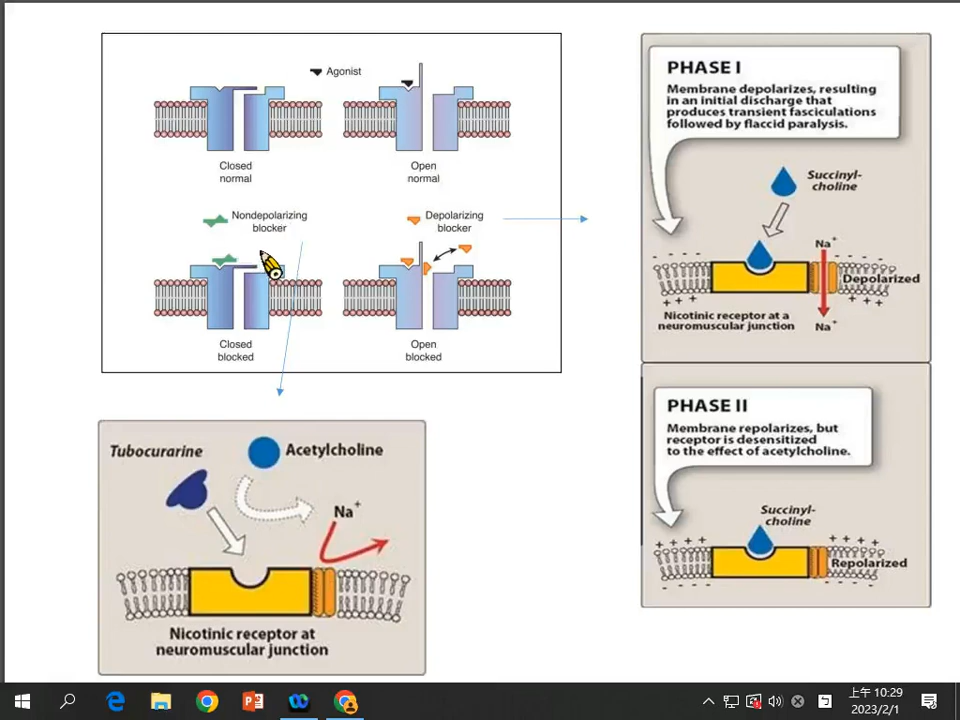 Agonist
Closed
normal
Open
normal
Nondepolarizing
blocker
Depolarizing
blocker
Closed
blocked
Open
blocked
PHASE I
Membrane depolarizes, resulting
in an initial discharge that
produces transient fasciculations
followed by flaccid paralysis.
Succinyl-
choline
Na+
Depolarized
Nicotinic receptor at a
neuromuscular junction
Na+
PHASE II
Membrane repolarizes, but
receptor is desensitized
to the effect of acetylcholine.
Succinyl-
choline
Repolarized
Tubocurarine
Acetylcholine
Na+
Nicotinic receptor at
neuromuscular junction
上午 10:29
2023/2/1